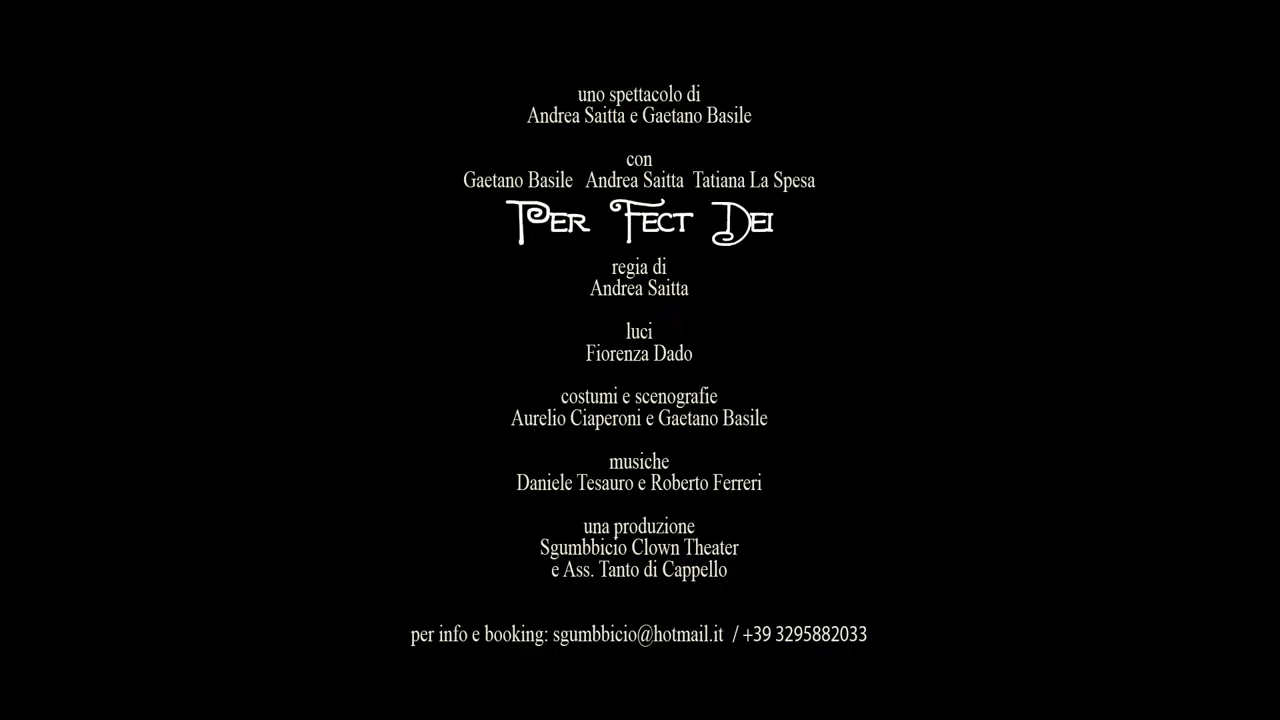 uno spettacolo di
Andrea Saitta e Gaetano Basile
con
Gaetano Basile Andrea Saitta Tatiana La Spesa
Per Fect Dei
regia di
Andrea Saitta
luci
Fiorenza Dado
costumi e scenografie
Aurelio Ciaperoni e Gaetano Basile
musiche
Daniele Tesauro e Roberto Ferreri
una produzione
Sgumbbicio Clown Theater
e Ass. Tanto di Cappello
per info e booking: sgumbbicio@hotmail.it / +39 3295882033